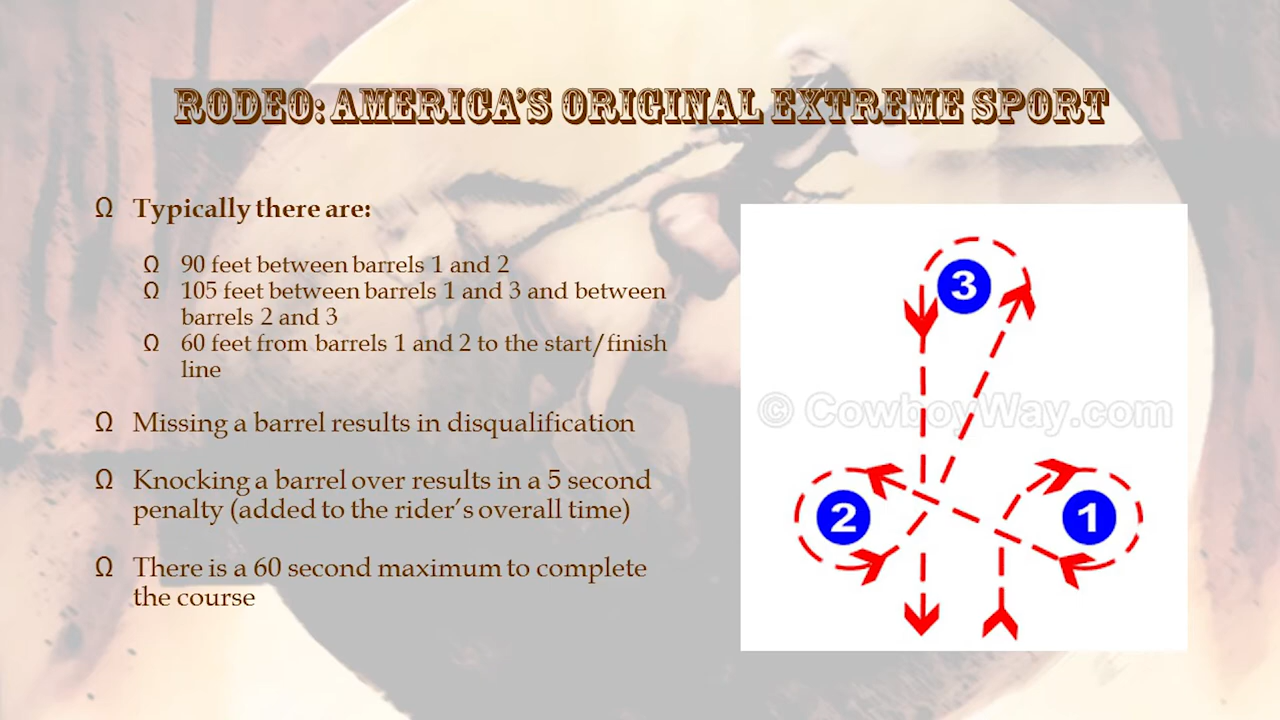 RODEO: AMERICA'S ORIGINAL EXTREME SPORT
Ω Typically there are:
Ω 90 feet between barrels 1 and 2
Ω 105 feet between barrels 1 and 3 and between
barrels 2 and 3
Ω 60 feet from barrels 1 and 2 to the start/finish
line
Ω Missing a barrel results in disqualification
Ω Knocking a barrel over results in a 5 second
penalty (added to the rider's overall time)
Ω There is a 60 second maximum to complete
the course
3
© CowboyWay.com
2 1